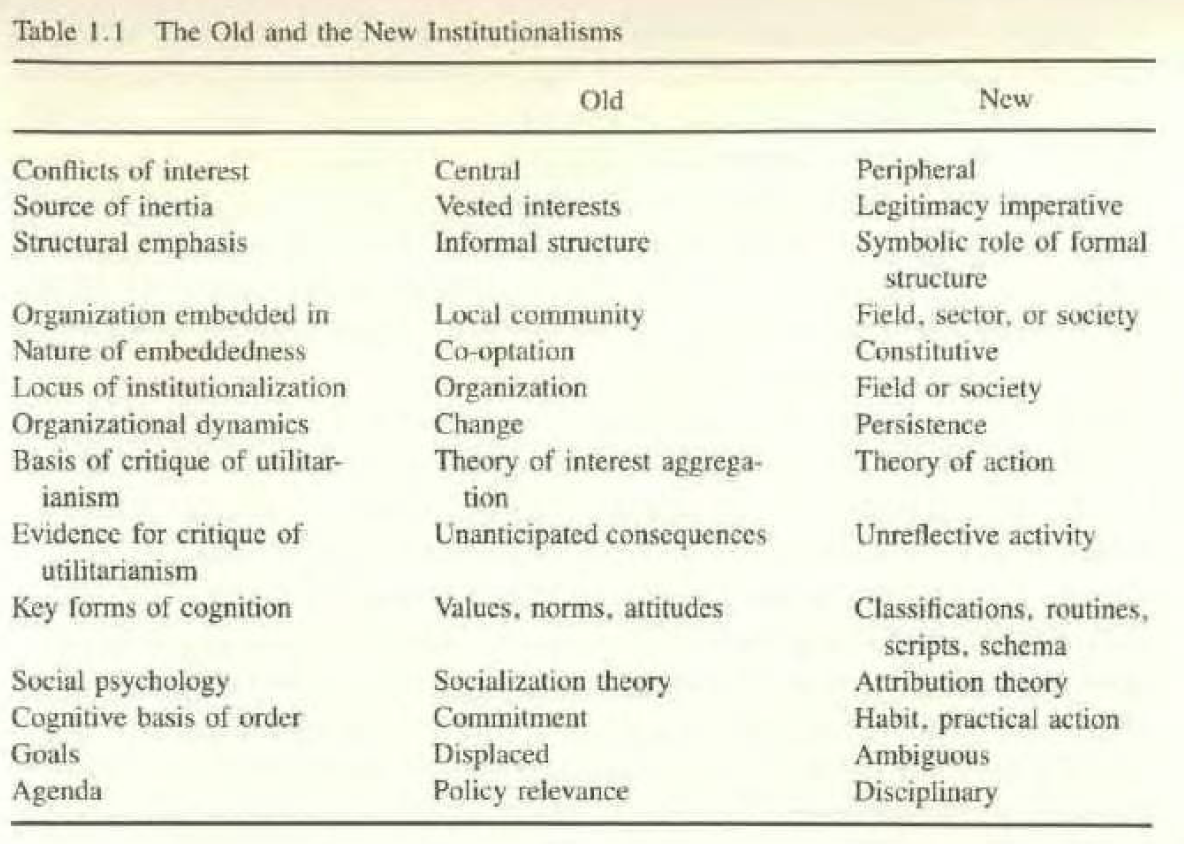 Table 1.1 The Old and the New Institutionalisms
Old New
Conflicts of interest Central Peripheral
Source of inertia Vested interests Legitimacy imperative
Structural emphasis Informal structure Symbolic role of formal
structure
Organization embedded in Local community Field, sector, or society
Nature of embeddedness Co-optation Constitutive
Locus of institutionalization Organization Field or society
Organizational dynamics Change Persistence
Basis of critique of utilitar- Theory of interest aggrega- Theory of action
ianism tion
Evidence for critique of Unanticipated consequences Unreflective activity
utilitarianism
Key forms of cognition Values, norms, attitudes Classifications, routines,
scripts, schema
Social psychology Socialization theory Attribution theory
Cognitive basis of order Commitment Habit, practical action
Goals Displaced Ambiguous
Agenda Policy relevance Disciplinary